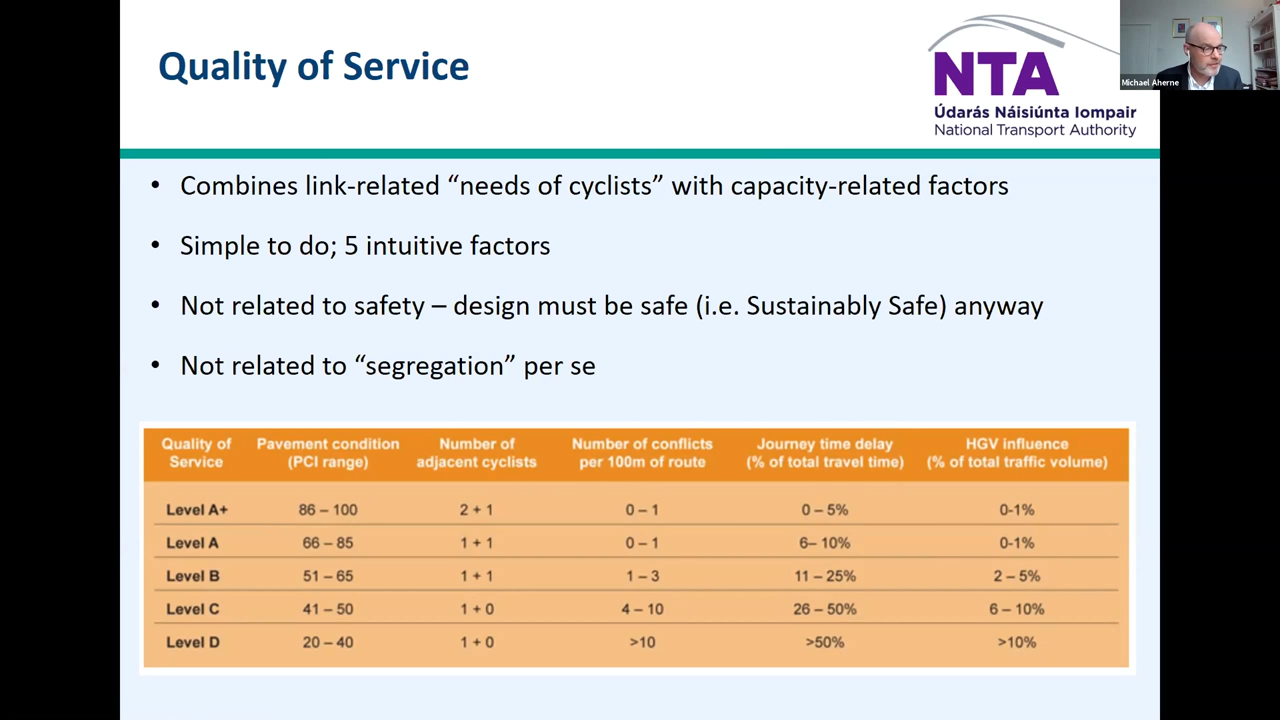 Quality of Service
NTA
Údarás Náisiúnta Iompair
National Transport Authority
Michael Aherne
• Combines link-related “needs of cyclists” with capacity-related factors
• Simple to do; 5 intuitive factors
• Not related to safety – design must be safe (i.e. Sustainably Safe) anyway
• Not related to “segregation” per se
Quality of Service Pavement condition (PCI range) Number of adjacent cyclists Number of conflicts per 100m of route Journey time delay (% of total travel time) HGV influence (% of total traffic volume)
Level A+ 86 – 100 2 + 1 0 – 1 0 – 5% 0-1%
Level A 66 – 85 1 + 1 0 – 1 6– 10% 0-1%
Level B 51 – 65 1 + 1 1 – 3 11 – 25% 2 – 5%
Level C 41 – 50 1 + 0 4 – 10 26 – 50% 6 – 10%
Level D 20 – 40 1 + 0 >10 >50% >10%